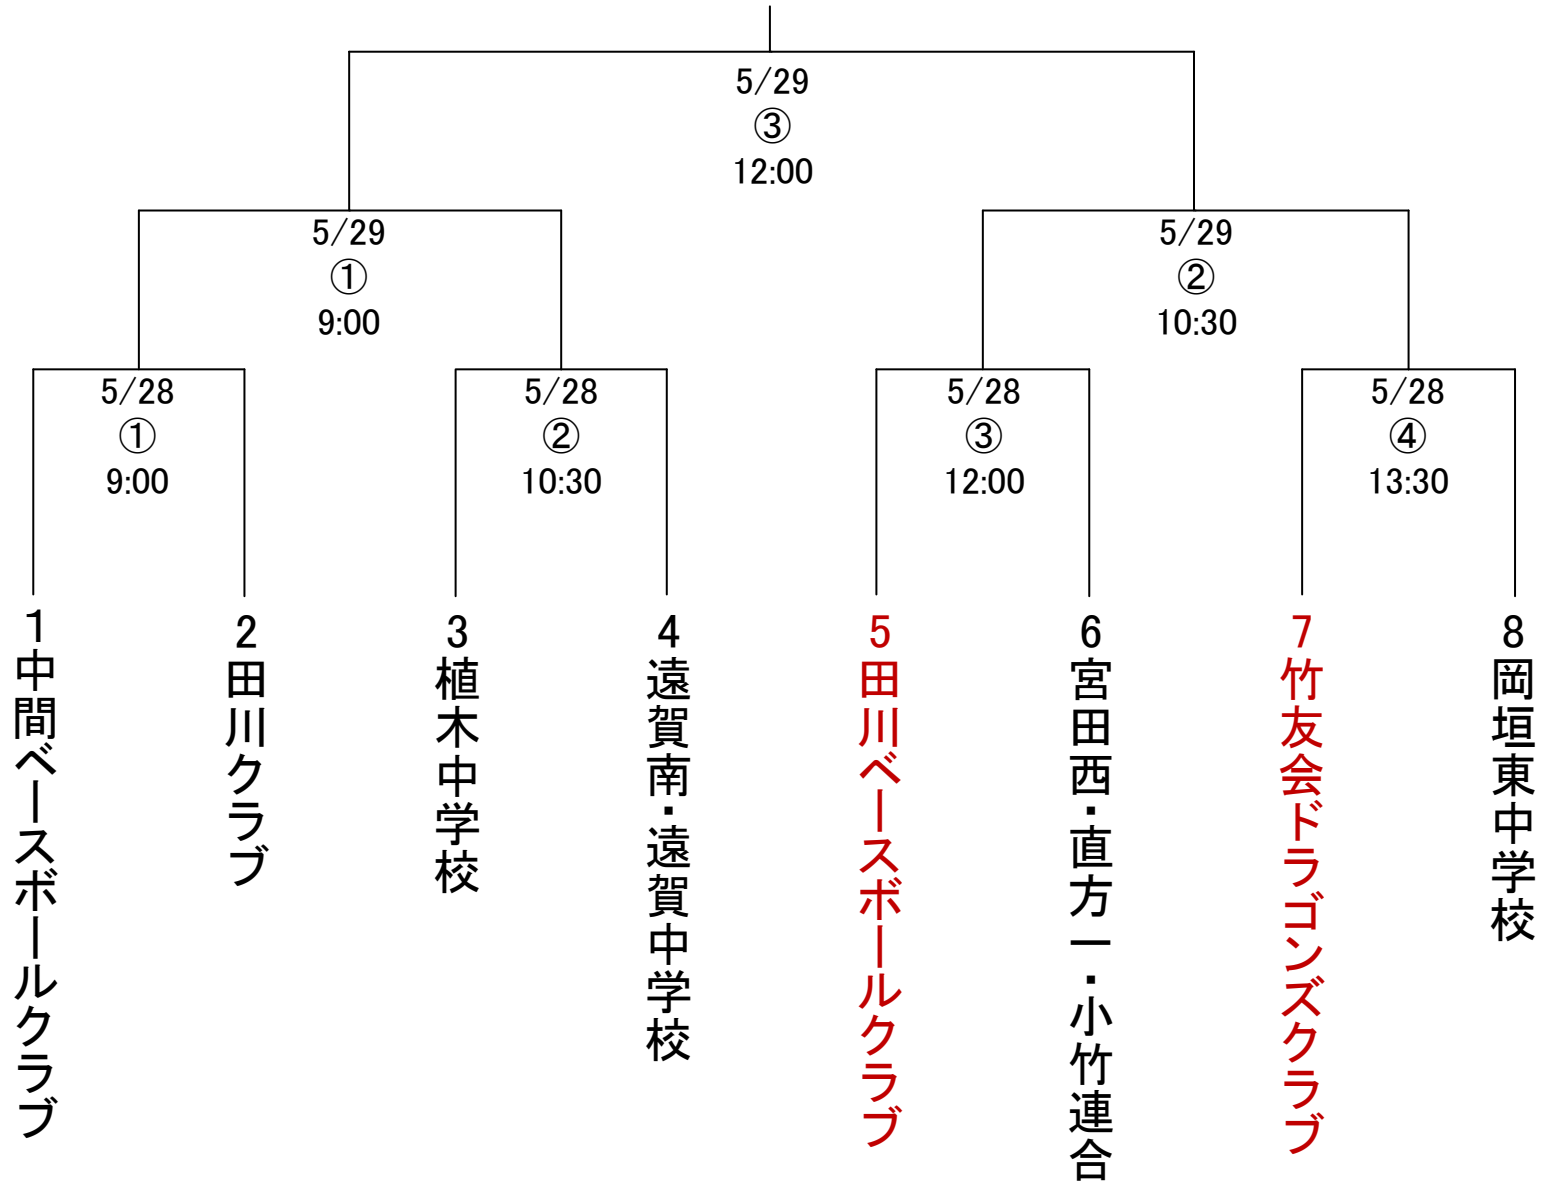 5/29
③
12:00
5/29
①
9:00
5/29
②
10:30
5/28
①
9:00
5/28
②
10:30
5/28
③
12:00
5/28
④
13:30
1中間ベースボールクラブ
2田川クラブ
3植木中学校
4遠賀南・遠賀中学校
5田川ベースボールクラブ
6宮田西・直方一・小竹連合
7竹友会ドラゴンズクラブ
8岡垣東中学校